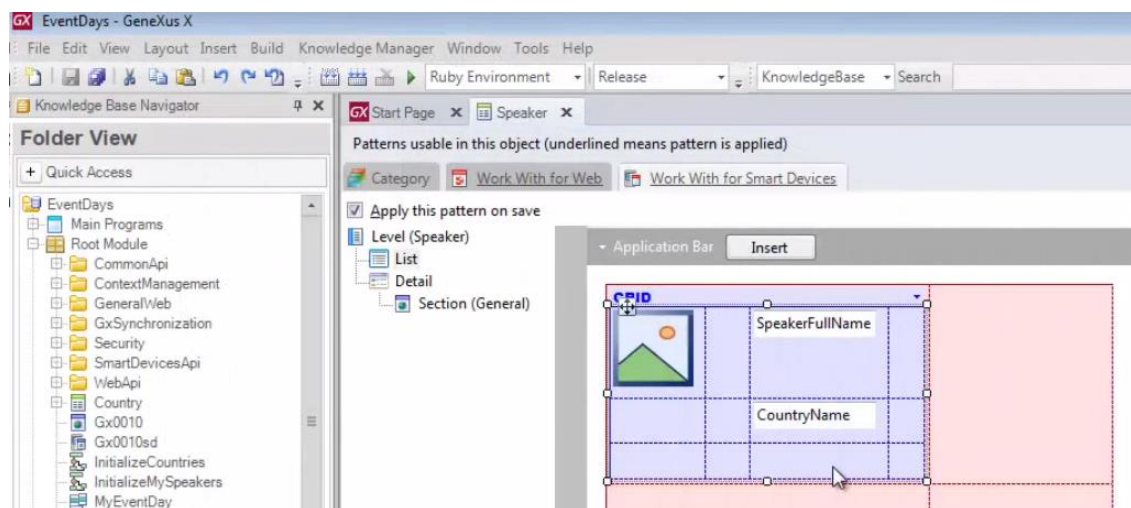 GX EventDays - GeneXus X
File Edit View Layout Insert Build Knowledge Manager Window Tools Help
Ruby Environment Release KnowledgeBase Search
Knowledge Base Navigator
GX Start Page X Speaker X
Folder View
Patterns usable in this object (underlined means pattern is applied)
+ Quick Access
Category Work With for Web Work With for Smart Devices
Apply this pattern on save
EventDays
Main Programs
Root Module
CommonApi
ContextManagement
GeneralWeb
GxSynchronization
Security
SmartDevicesApi
WebApi
Country
Gx0010
Gx0010sd
InitializeCountries
InitializeMySpeakers
MyEventDay
Level (Speaker)
List
Detail
Section (General)
Application Bar Insert
GRID
SpeakerFullName
CountryName